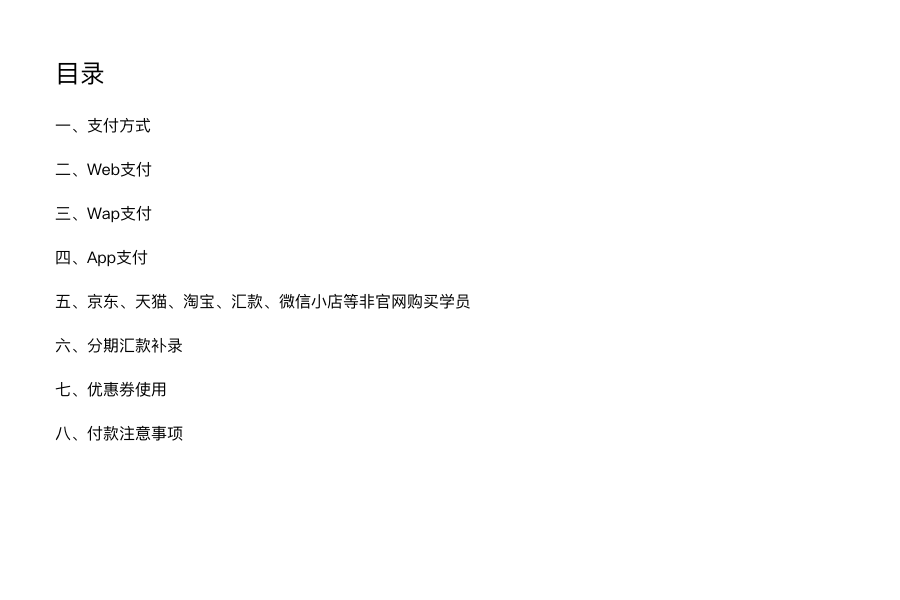 目录
一、支付方式
二、Web支付
三、Wap支付
四、App支付
五、京东、天猫、淘宝、汇款、微信小店等非官网购买学员
六、分期汇款补录
七、优惠券使用
八、付款注意事项